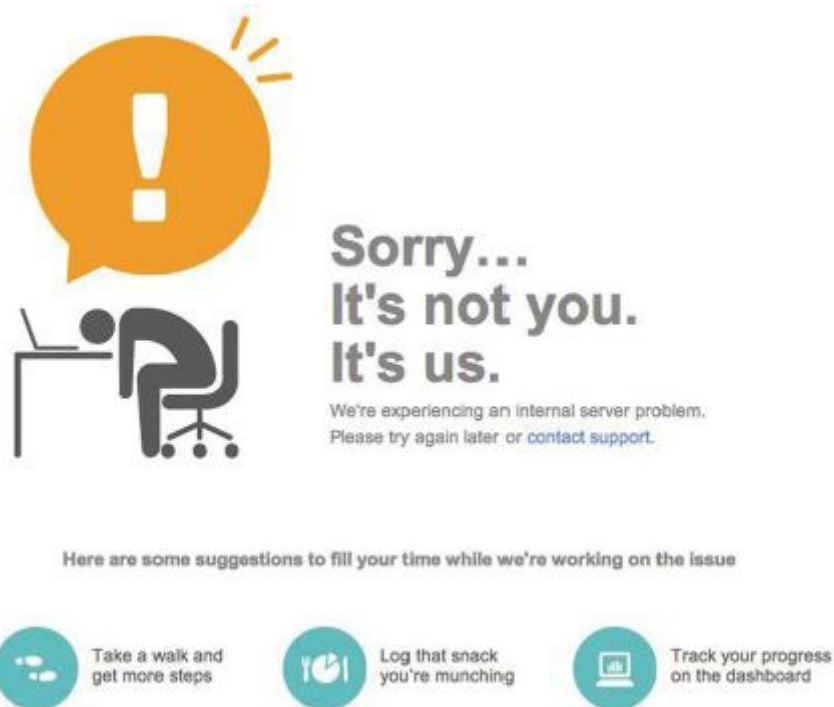 !
Sorry...
It's not you.
It's us.
We're experiencing an internal server problem.
Please try again later or contact support.
Here are some suggestions to fill your time while we're working on the issue
Take a walk and
get more steps
Log that snack
you're munching
Track your progress
on the dashboard